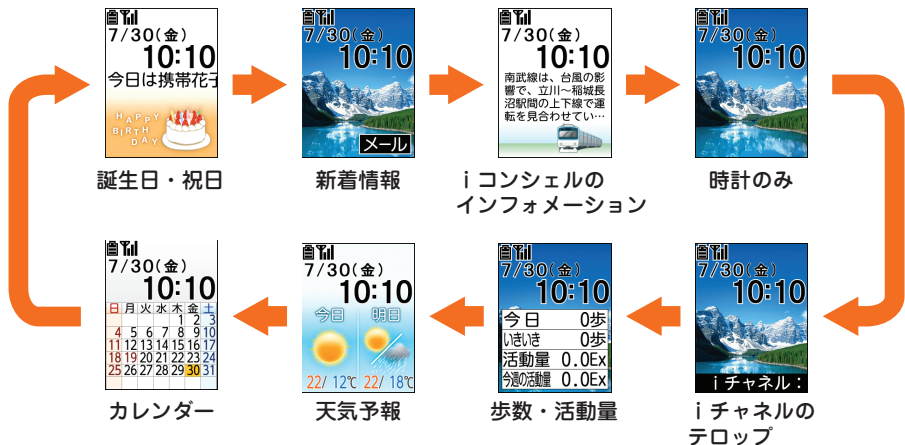 7/30(金)
10:10
今日は携帯花子
HAPPY
BIRTH
DAY
誕生日・祝日
7/30(金)
10:10
メール
新着情報
7/30(金)
10:10
南武線は、台風の影
響で、立川～稲城長
沼駅間の上下線で運
転を見合わせてい…
iコンシェルの
インフォメーション
7/30(金)
10:10
時計のみ
7/30(金)
10:10
日 月 火 水 木 金 土
1 2 3
4 5 6 7 8 9 10
11 12 13 14 15 16 17
18 19 20 21 22 23 24
25 26 27 28 29 30 31
カレンダー
7/30(金)
10:10
今日 明日
22/ 12℃ 22/ 18℃
天気予報
7/30(金)
10:10
今日 0歩
いきいき 0歩
活動量 0.0Ex
今週の活動量 0.0Ex
歩数・活動量
7/30(金)
10:10
iチャネル：
iチャネルの
テロップ